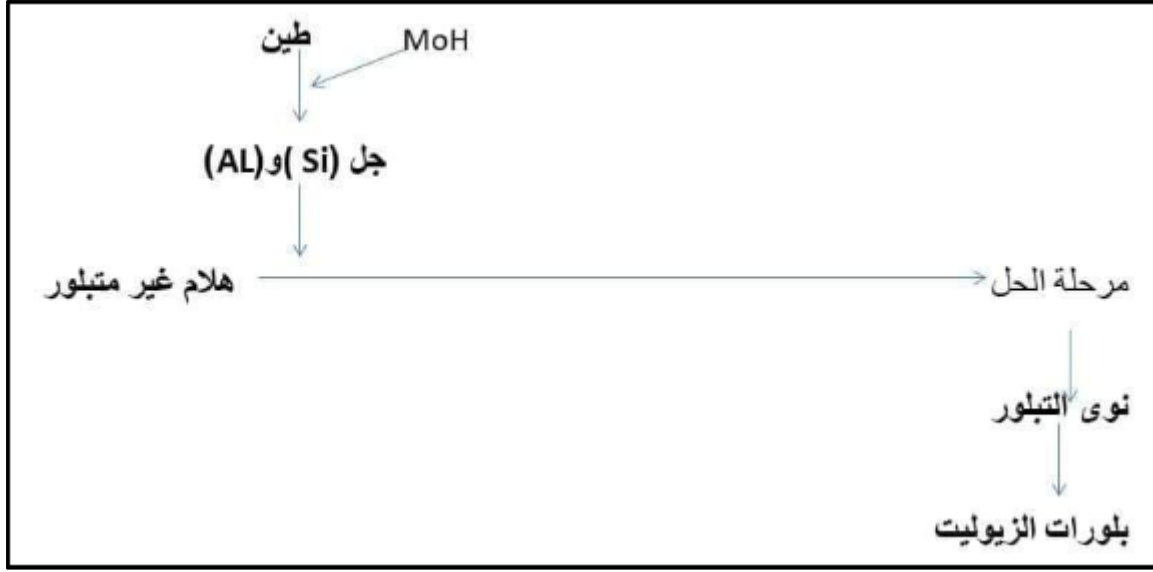 طين MoH
جل (Si )و(AL)
هلام غير متبلور مرحلة الحل
نوى التبلور
بلورات الزيوليت